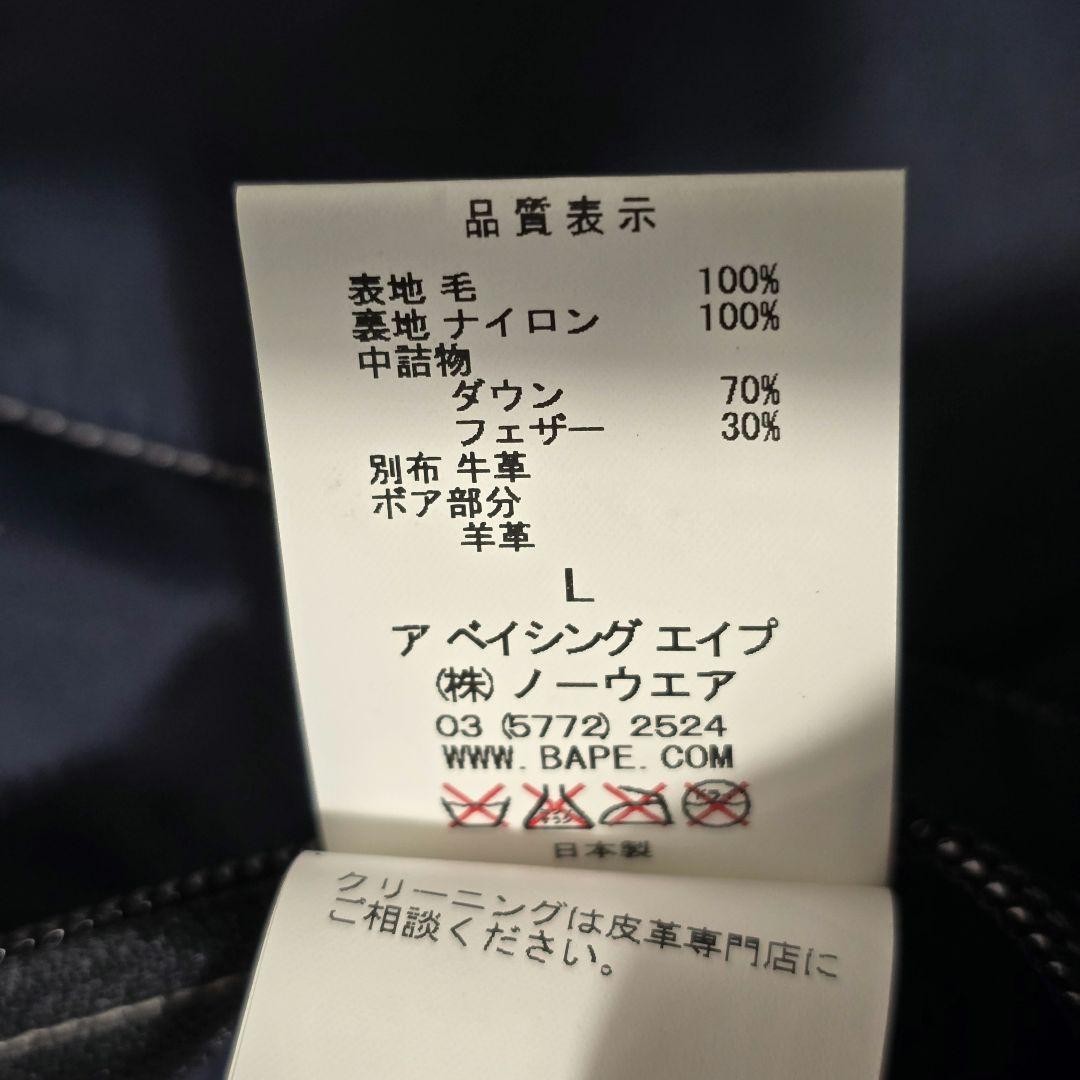 品質表示
表地 毛 100%
裏地 ナイロン 100%
中詰物
ダウン 70%
フェザー 30%
別布 牛革
ボア部分
羊革
L
ア ベイシング エイプ
(株) ノーウエア
03 (5772) 2524
WWW. BAPE. COM
日本製
クリーニングは皮革専門店に
ご相談ください。